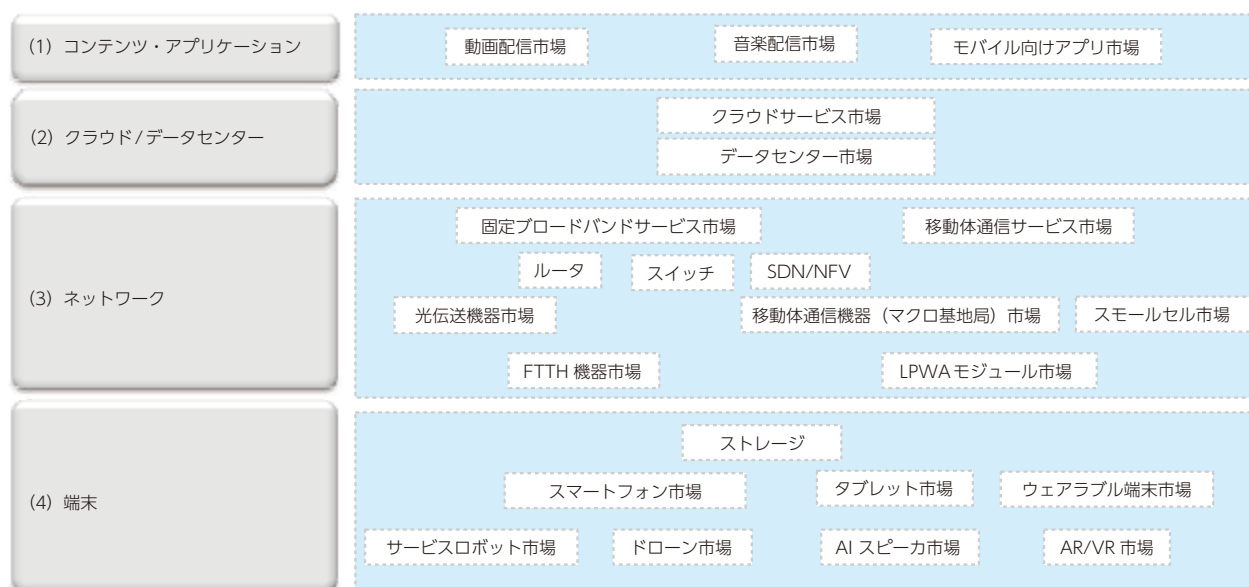 (1) コンテンツ・アプリケーション
動画配信市場
音楽配信市場
モバイル向けアプリ市場
(2) クラウド/データセンター
クラウドサービス市場
データセンター市場
(3) ネットワーク
固定ブロードバンドサービス市場
移動体通信サービス市場
ルータ
スイッチ
SDN/NFV
光伝送機器市場
移動体通信機器（マクロ基地局）市場
スモールセル市場
FTTH 機器市場
LPWAモジュール市場
(4) 端末
ストレージ
スマートフォン市場
タブレット市場
ウェアラブル端末市場
サービスロボット市場
ドローン市場
AI スピーカ市場
AR/VR 市場